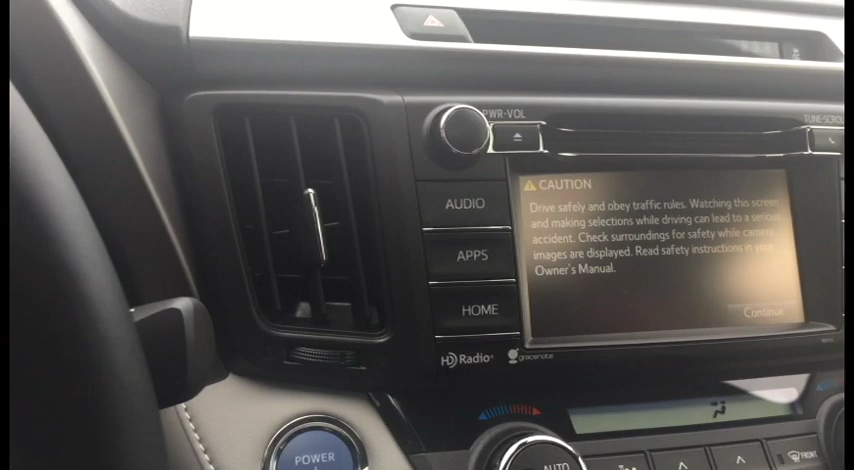 PWR·VOL
TUNE·SCROLL
AUDIO
APPS
HOME
CAUTION
Drive safely and obey traffic rules. Watching this screen
and making selections while driving can lead to a serious
accident. Check surroundings for safety while camera
images are displayed. Read safety instructions in your
Owner's Manual.
Continue
HD Radio
gracenote
POWER
AUTO
FRONT